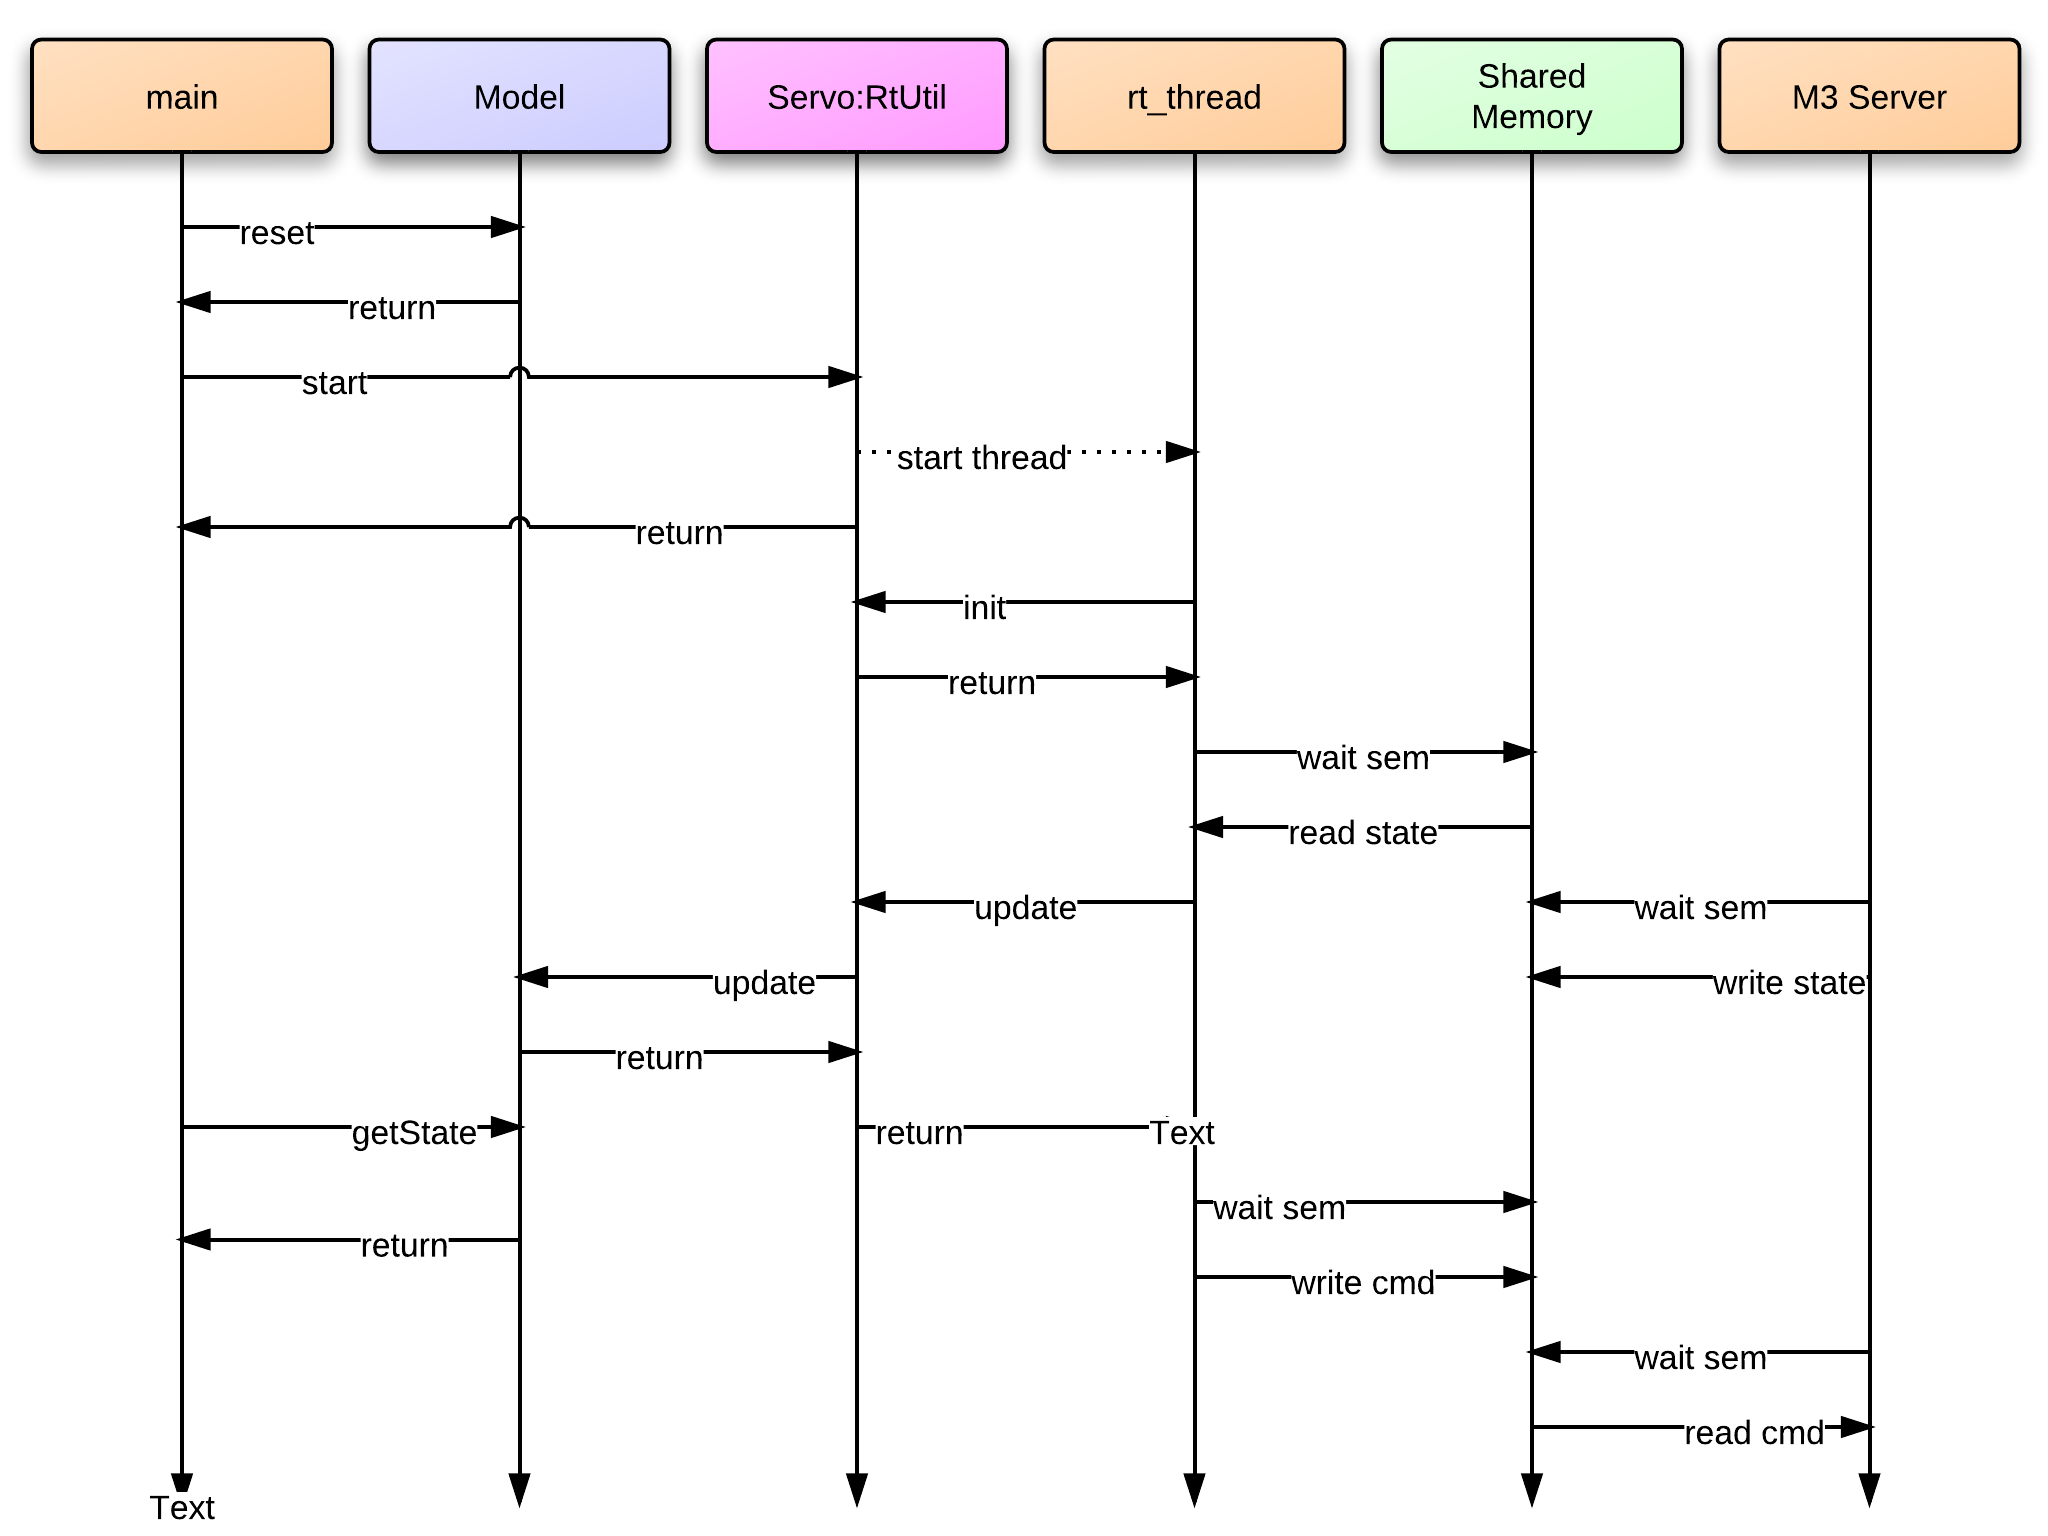 main
Model
Servo:RtUtil
rt_thread
Shared
Memory
M3 Server
reset
return
start
start thread
return
init
return
wait sem
read state
update
wait sem
update
write state
return
getState
return
Text
wait sem
return
write cmd
wait sem
read cmd
Text